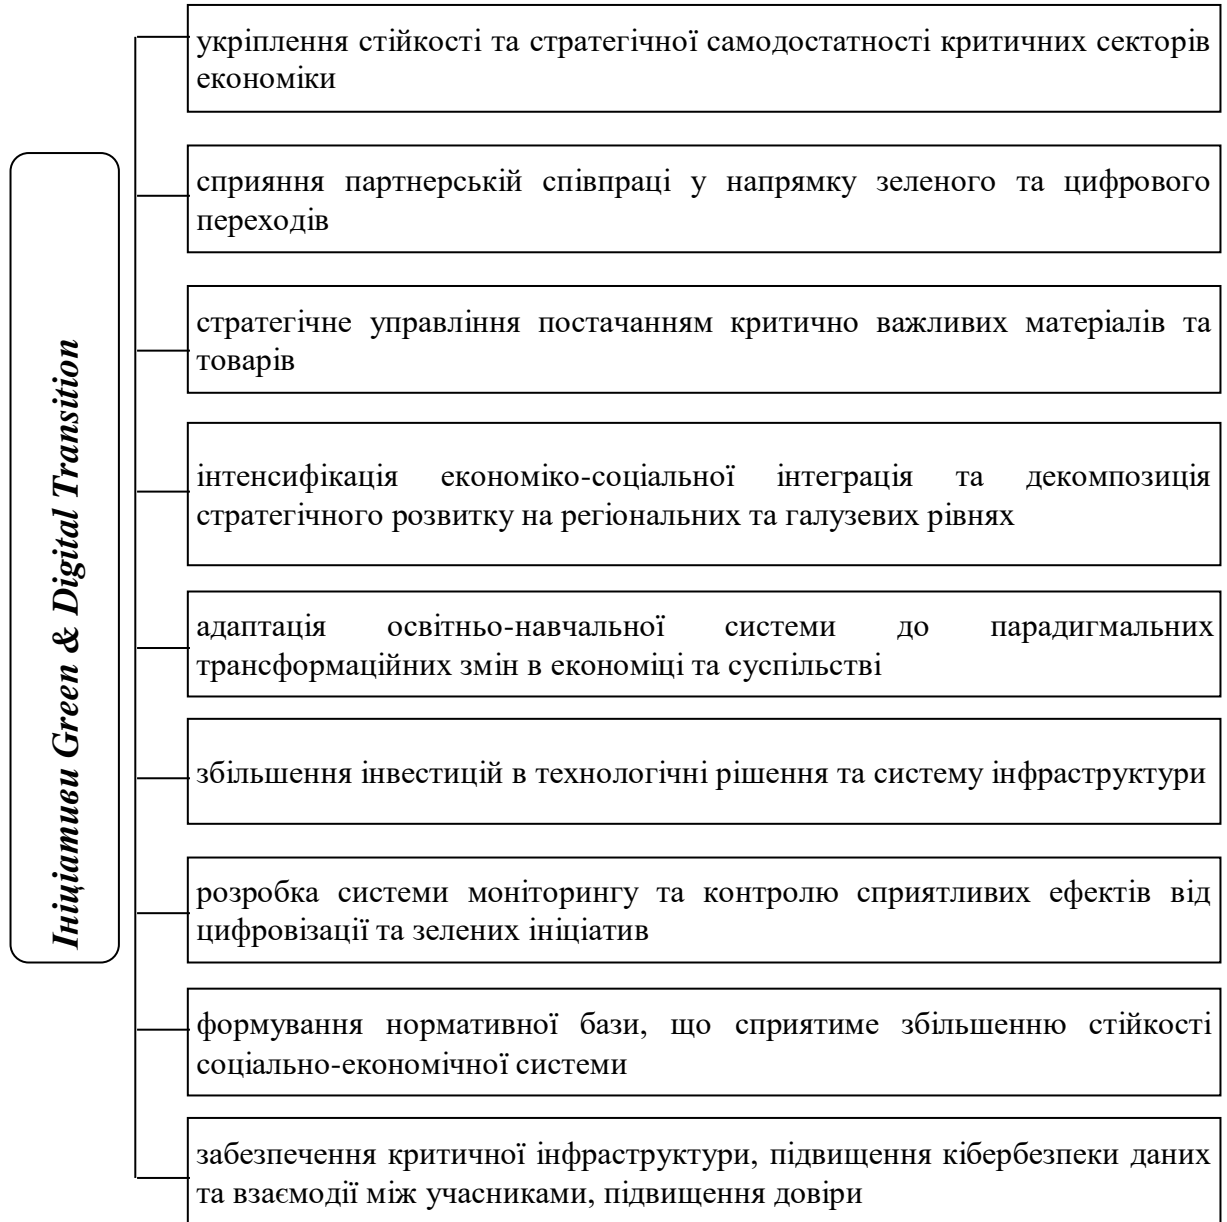 Ініціативи Green & Digital Transition
укріплення стійкості та стратегічної самодостатності критичних секторів
економіки
сприяння партнерській співпраці у напрямку зеленого та цифрового
переходів
стратегічне управління постачанням критично важливих матеріалів та
товарів
інтенсифікація економіко-соціальної інтеграція та декомпозиція
стратегічного розвитку на регіональних та галузевих рівнях
адаптація освітньо-навчальної системи до парадигмальних
трансформаційних змін в економіці та суспільстві
збільшення інвестицій в технологічні рішення та систему інфраструктури
розробка системи моніторингу та контролю сприятливих ефектів від
цифровізації та зелених ініціатив
формування нормативної бази, що сприятиме збільшенню стійкості
соціально-економічної системи
забезпечення критичної інфраструктури, підвищення кібербезпеки даних
та взаємодії між учасниками, підвищення довіри